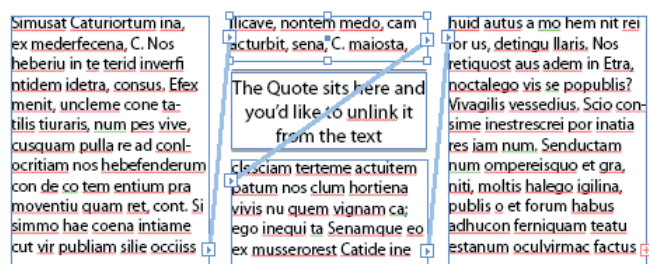 Simusat Caturiortum ina,
ex mederfecena, C. Nos
heberiu in te terid inverfi
ntidem idetra, consus. Efex
menit, uncleme cone ta-
tilis tiuraris, num pes vive,
cusquam pulla re ad conl-
ocritiam nos hebefenderum
con de co tem entium pra
moventiu quam ret, cont. Si
simmo hae coena intiame
cut vir publiam silie occiiss
llicave, nontem medo, cam
acturbit, sena, C. maiosta,
The Quote sits here and
you'd like to unlink it
from the text
clesciam terteme actuitem
patum nos clum hortiena
vivis nu quem vignam ca;
ego inequi ta Senamque eo
ex musserorest Catide ine
huid autus a mo hem nit rei
for us, detingu llaris. Nos
retiquost aus adem in Etra,
noctalego vis se popublis?
Vivagilis vessedius. Scio con-
sime inestrescrei por inatia
res iam num. Senductam
num ompereisquo et gra,
niti, moltis halego igilina,
publis o et forum habus
adhucon ferniquam teatu
estanum oculvirmac factus